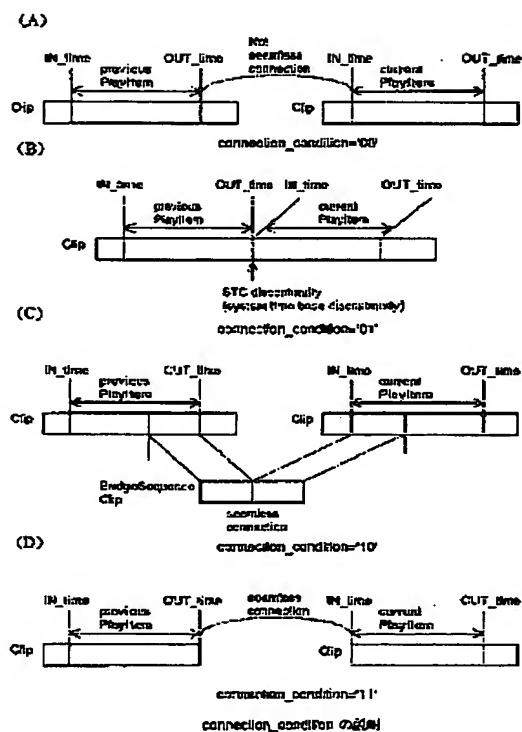 (A)
Not
seamless
connection
IN_time OUT_time IN_time OUT_time
previous
PlayItem
current
PlayItem
Clip Clip
connection_condition='00'
(B)
IN_time OUT_time IN_time OUT_time
previous
PlayItem
current
PlayItem
Clip
STC discontinuity
(system time base discontinuity)
connection_condition='01'
(C)
IN_time OUT_time IN_time OUT_time
previous
PlayItem
current
PlayItem
Clip Clip
BridgeSequence
Clip
seamless
connection
connection_condition='10'
(D)
seamless
connection
IN_time OUT_time IN_time OUT_time
previous
PlayItem
current
PlayItem
Clip Clip
connection_condition='11'
connection_condition の説明